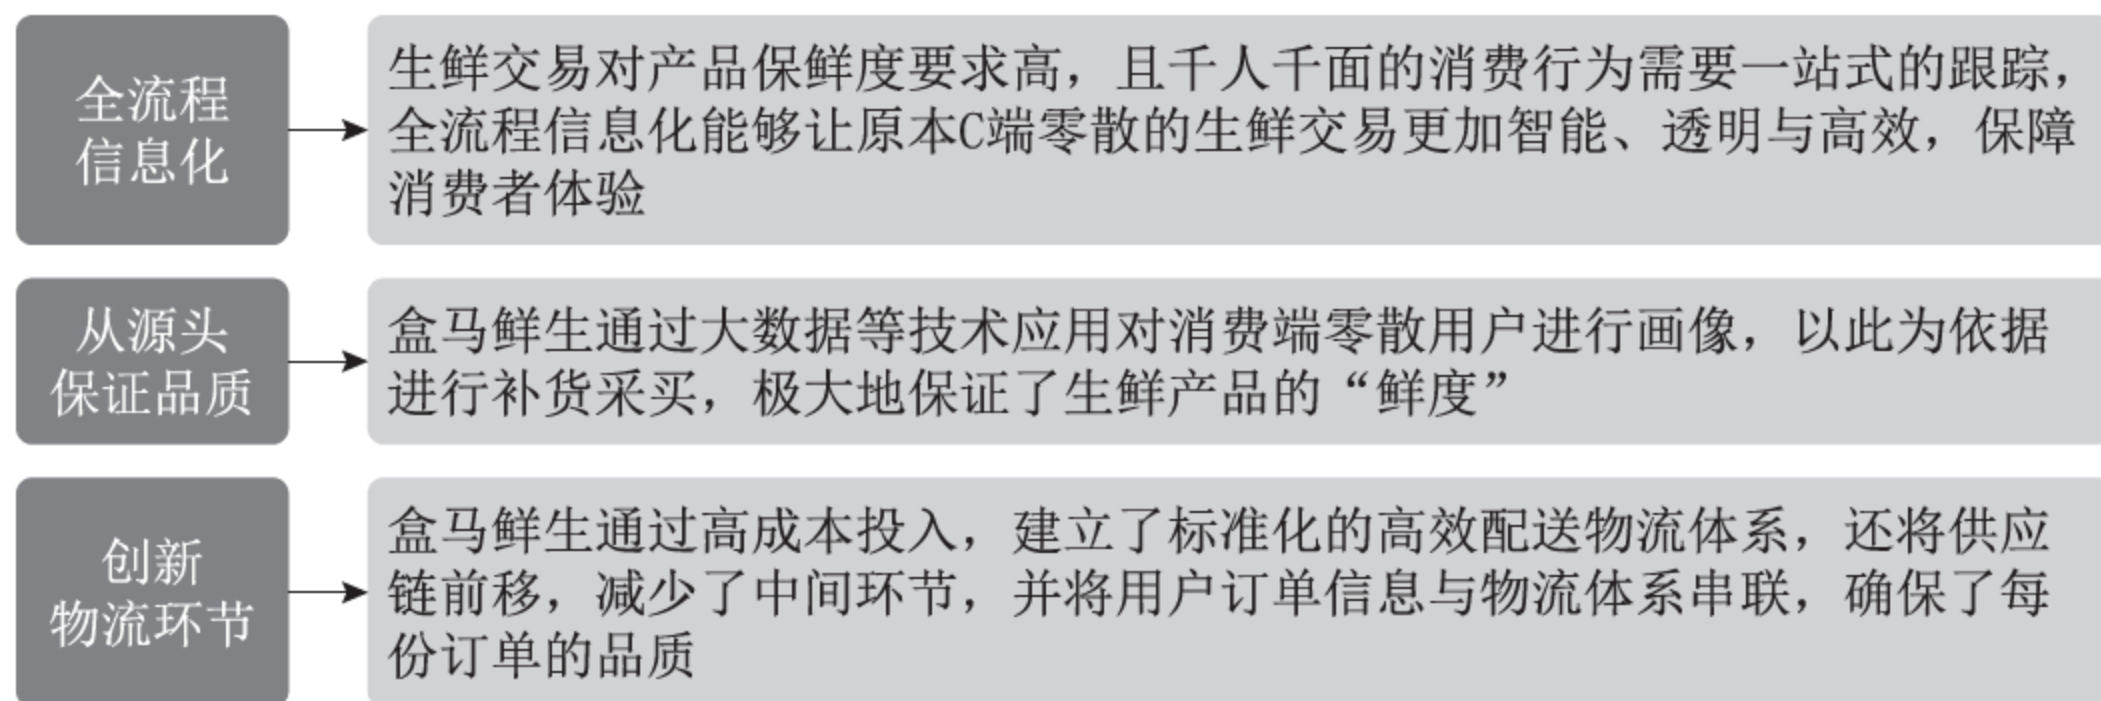 全流程
信息化
生鲜交易对产品保鲜度要求高，且千人千面的消费行为需要一站式的跟踪，
全流程信息化能够让原本C端零散的生鲜交易更加智能、透明与高效，保障
消费者体验
从源头
保证品质
盒马鲜生通过大数据等技术应用对消费端零散用户进行画像，以此为依据
进行补货采买，极大地保证了生鲜产品的“鲜度”
创新
物流环节
盒马鲜生通过高成本投入，建立了标准化的高效配送物流体系，还将供应
链前移，减少了中间环节，并将用户订单信息与物流体系串联，确保了每
份订单的品质